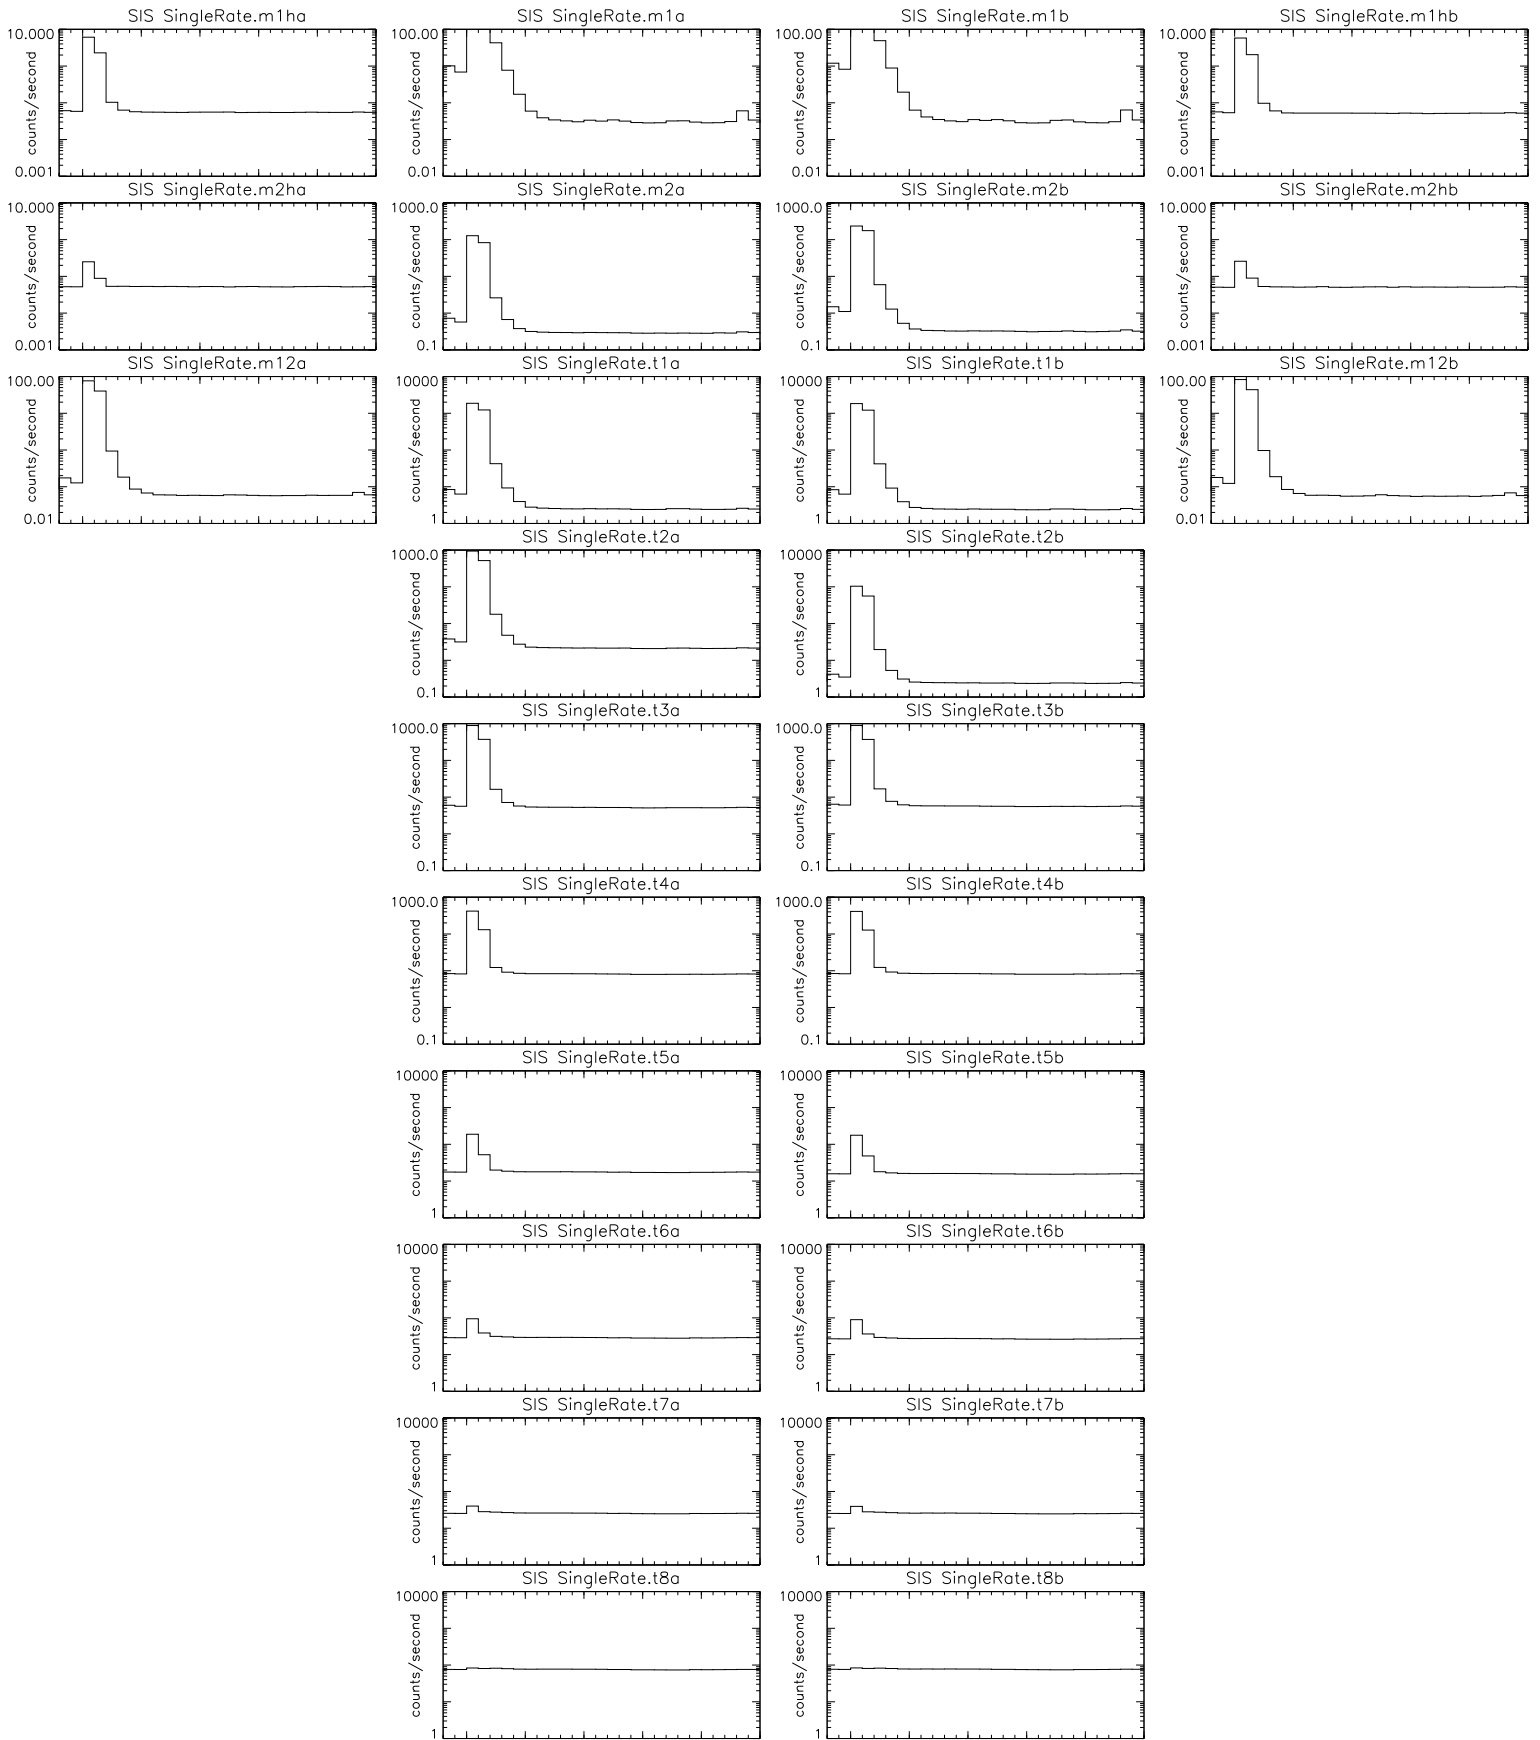 SIS SingleRate.m1ha
SIS SingleRate.m1a
SIS SingleRate.m1b
SIS SingleRate.m1hb
10.000
counts/second
0.001
100.00
counts/second
0.01
100.00
counts/second
0.01
10.000
counts/second
0.001
SIS SingleRate.m2ha
SIS SingleRate.m2a
SIS SingleRate.m2b
SIS SingleRate.m2hb
10.000
counts/second
0.001
1000.0
counts/second
0.1
1000.0
counts/second
0.1
10.000
counts/second
0.001
SIS SingleRate.m12a
SIS SingleRate.t1a
SIS SingleRate.t1b
SIS SingleRate.m12b
100.00
counts/second
0.01
10000
counts/second
1
10000
counts/second
1
100.00
counts/second
0.01
SIS SingleRate.t2a
SIS SingleRate.t2b
1000.0
counts/second
0.1
10000
counts/second
1
SIS SingleRate.t3a
SIS SingleRate.t3b
1000.0
counts/second
0.1
1000.0
counts/second
0.1
SIS SingleRate.t4a
SIS SingleRate.t4b
1000.0
counts/second
0.1
1000.0
counts/second
0.1
SIS SingleRate.t5a
SIS SingleRate.t5b
10000
counts/second
1
10000
counts/second
1
SIS SingleRate.t6a
SIS SingleRate.t6b
10000
counts/second
1
10000
counts/second
1
SIS SingleRate.t7a
SIS SingleRate.t7b
10000
counts/second
1
10000
counts/second
1
SIS SingleRate.t8a
SIS SingleRate.t8b
10000
counts/second
1
10000
counts/second
1